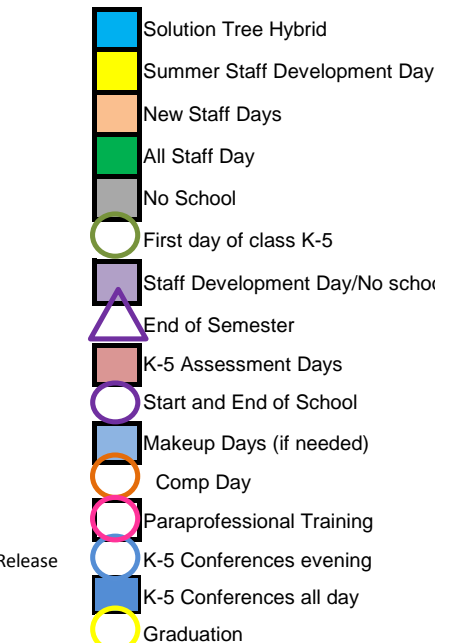 Solution Tree Hybrid
Summer Staff Development Day
New Staff Days
All Staff Day
No School
First day of class K-5
Staff Development Day/No schoo
End of Semester
K-5 Assessment Days
Start and End of School
Makeup Days (if needed)
Comp Day
Paraprofessional Training
Release K-5 Conferences evening
K-5 Conferences all day
Graduation